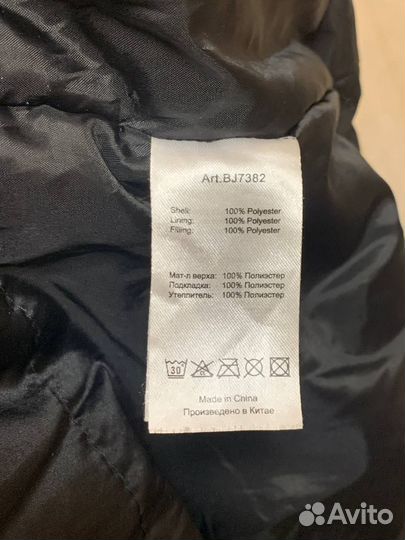 Art.BJ7382
Shell: 100% Polyester
Lining: 100% Polyester
Filling: 100% Polyester
Мат-л верха: 100% Полиэстер
Подкладка: 100% Полиэстер
Утеплитель: 100% Полиэстер
30
Made in China
Произведено в Китае
Avito